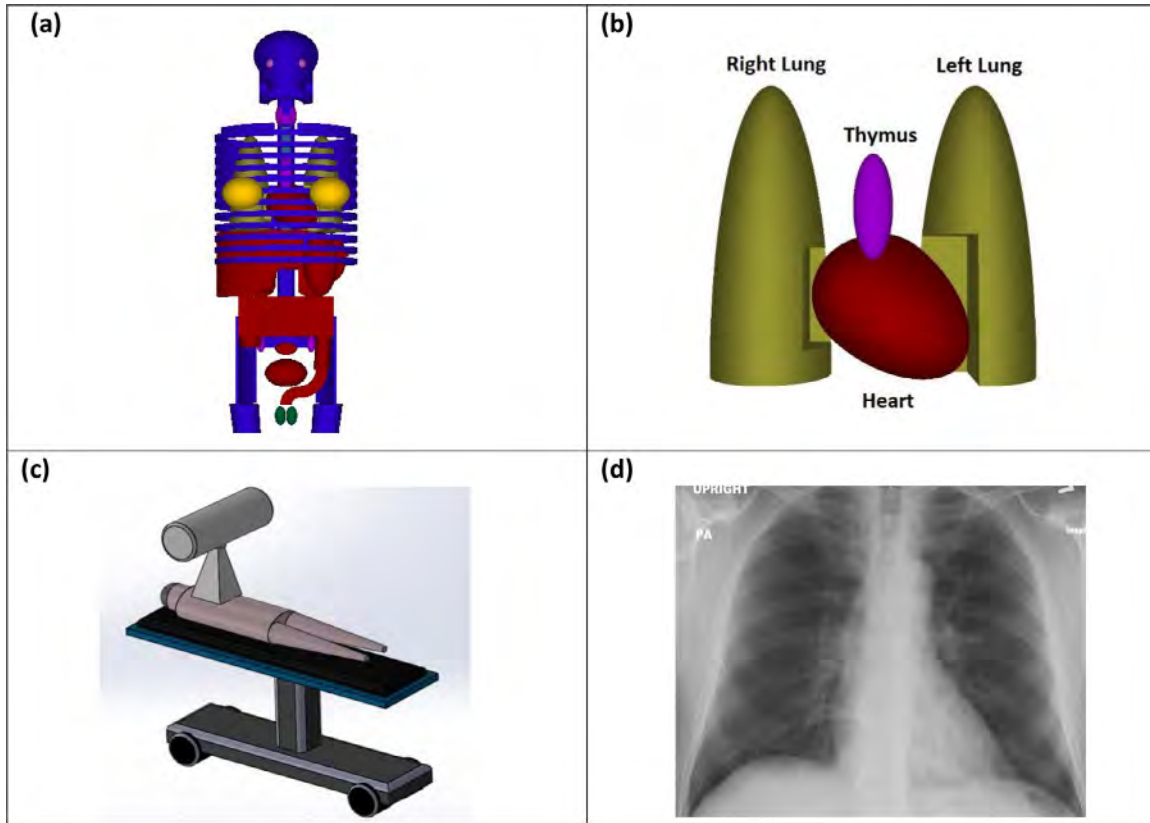 (a)
(b)
Right Lung
Left Lung
Thymus
Heart
(c)
(d)
UPRIGHT
PA